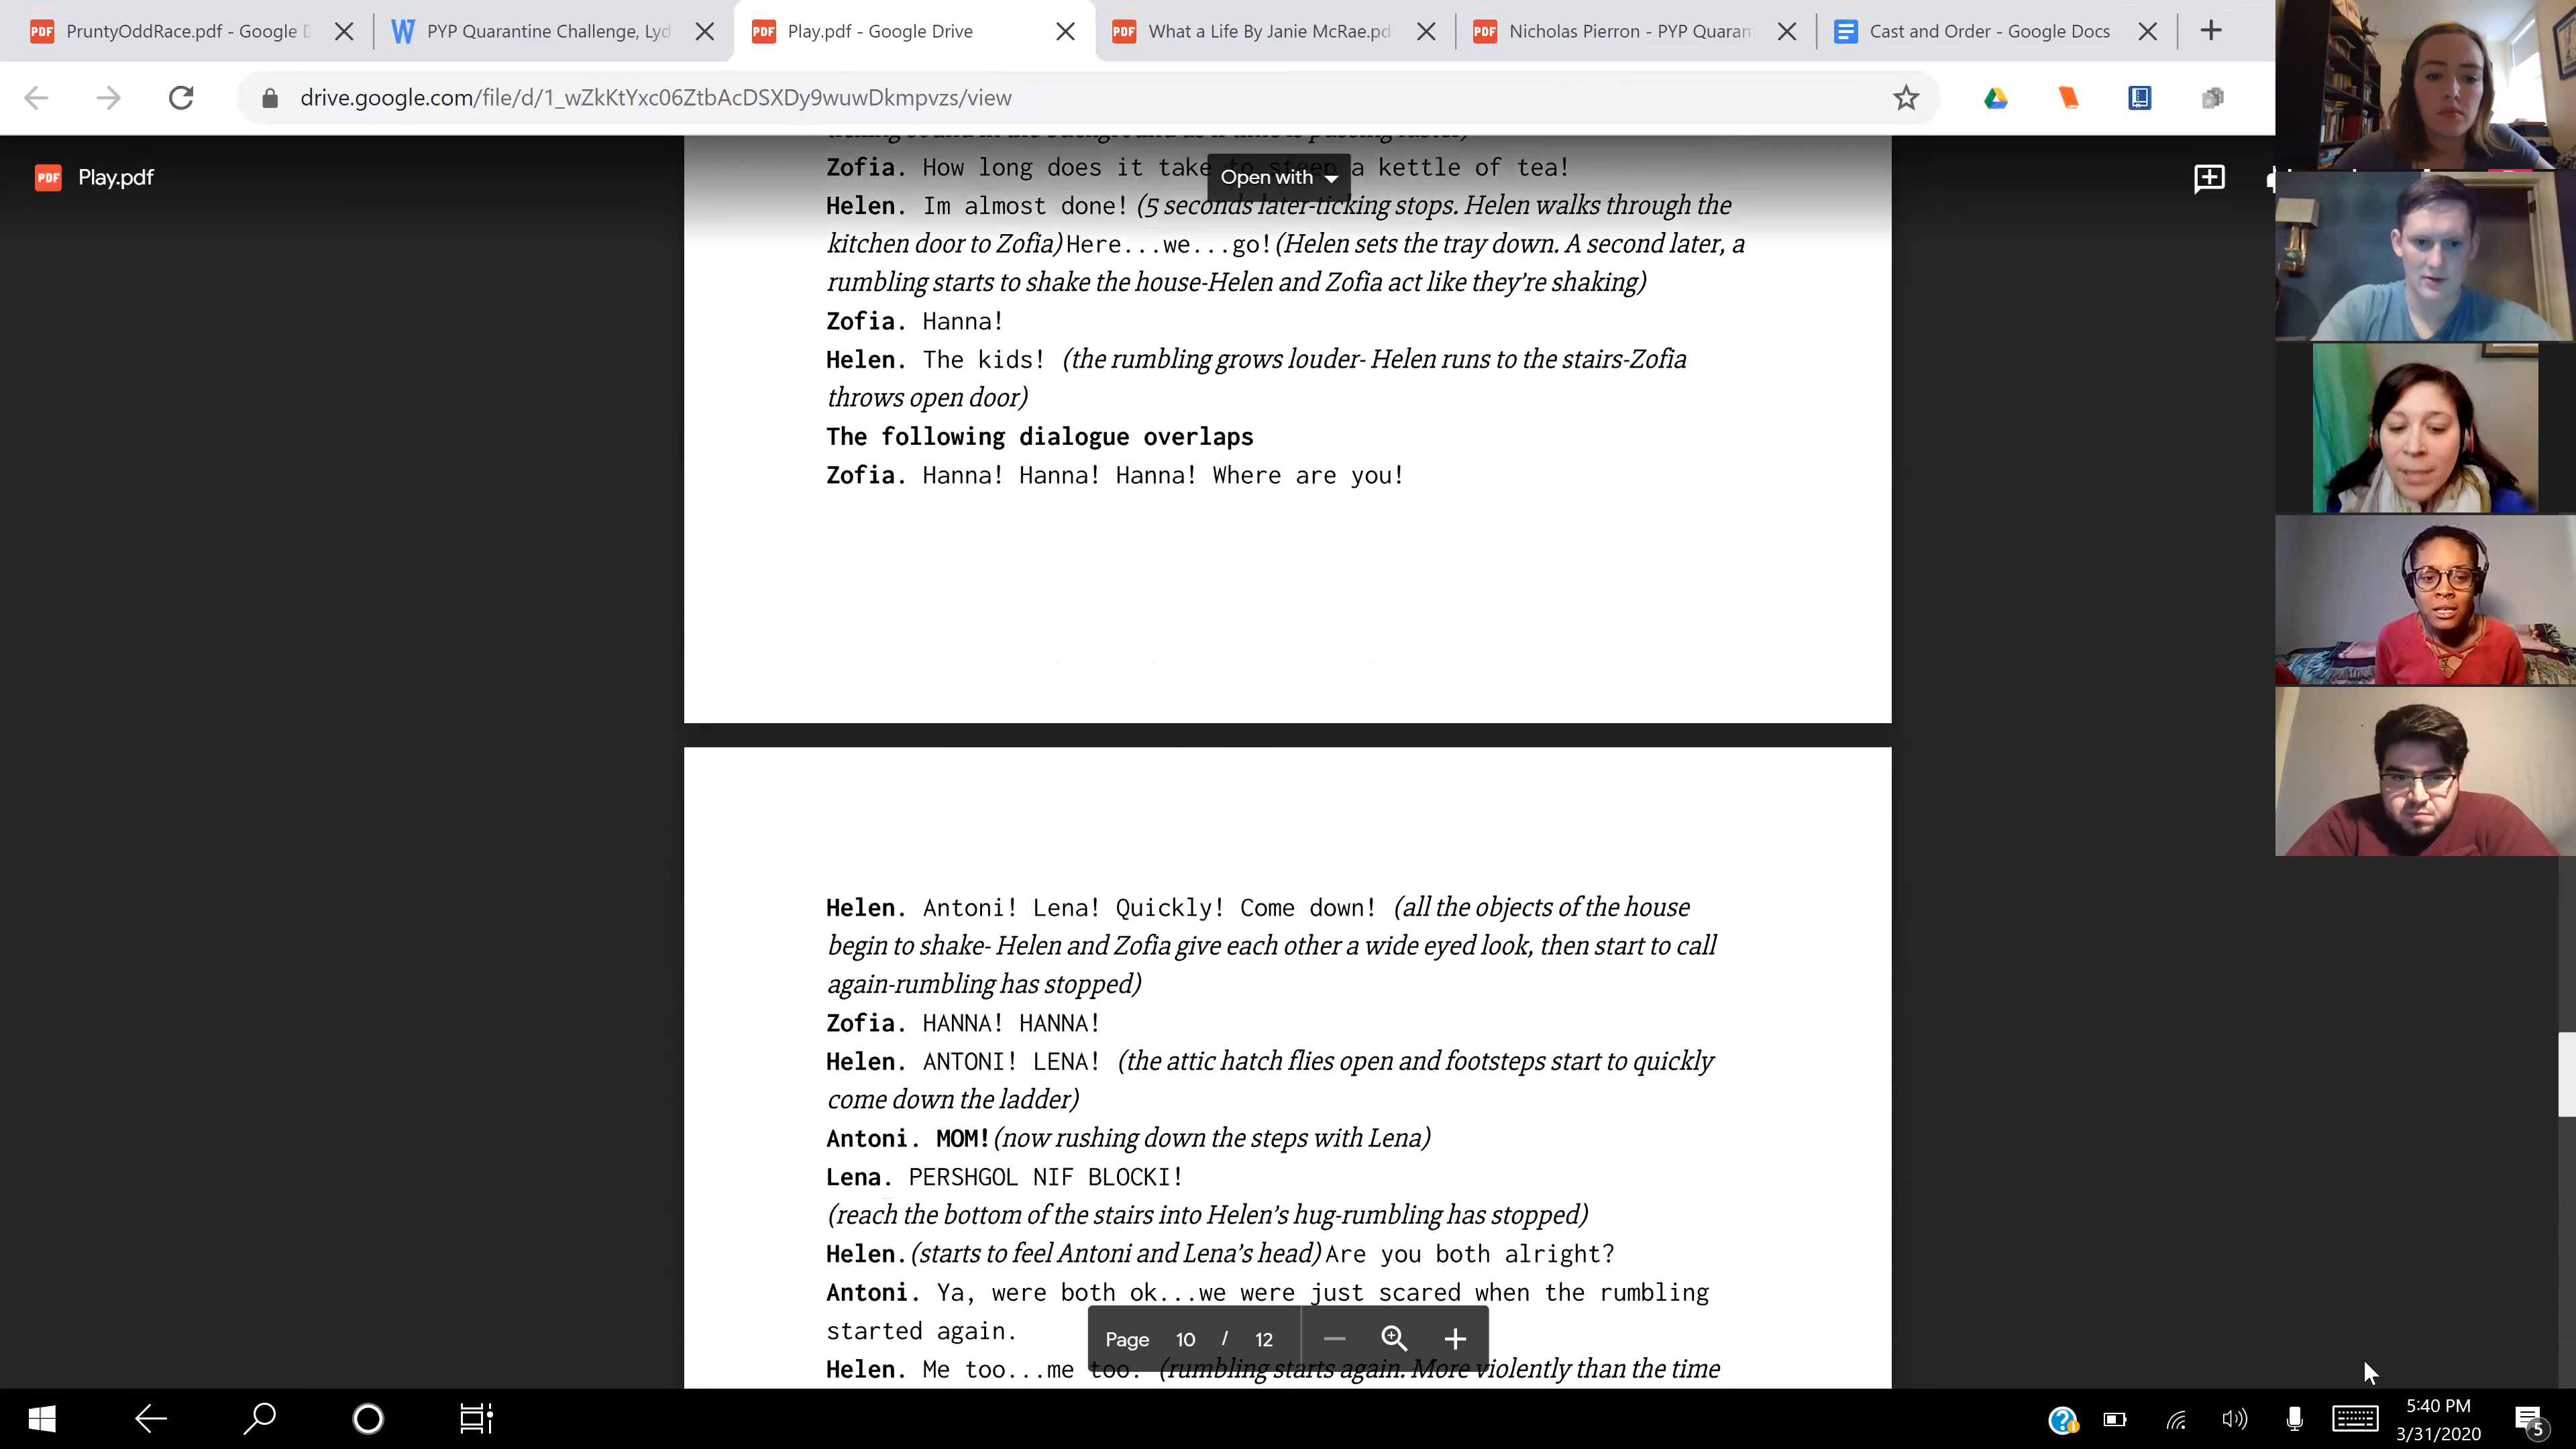 PruntyOddRace.pdf - Google D
PYP Quarantine Challenge, Lyd
Play.pdf - Google Drive
What a Life By Janie McRae.pd
Nicholas Pierron - PYP Quaran
Cast and Order - Google Docs
drive.google.com/file/d/1_wZkKtYxc06ZtbAcDSXDy9wuwDkmpvzs/view
PDF Play.pdf
Open with
Zofia. How long does it take to steep a kettle of tea!
Helen. Im almost done! (5 seconds later-ticking stops. Helen walks through the
kitchen door to Zofia)Here...we...go!(Helen sets the tray down. A second later, a
rumbling starts to shake the house-Helen and Zofia act like they're shaking)
Zofia. Hanna!
Helen. The kids! (the rumbling grows louder- Helen runs to the stairs-Zofia
throws open door)
The following dialogue overlaps
Zofia. Hanna! Hanna! Hanna! Where are you!
Helen. Antoni! Lena! Quickly! Come down! (all the objects of the house
begin to shake- Helen and Zofia give each other a wide eyed look, then start to call
again-rumbling has stopped)
Zofia. HANNA! HANNA!
Helen. ANTONI! LENA! (the attic hatch flies open and footsteps start to quickly
come down the ladder)
Antoni. MOM!(now rushing down the steps with Lena)
Lena. PERSHGOL NIF BLOCKI!
(reach the bottom of the stairs into Helen's hug-rumbling has stopped)
Helen.(starts to feel Antoni and Lena's head)Are you both alright?
Antoni. Ya, were both ok...we were just scared when the rumbling
started again.
Page 10 / 12
Helen. Me too...me too. (rumbling starts again. More violently than the time
5:40 PM
3/31/2020
5